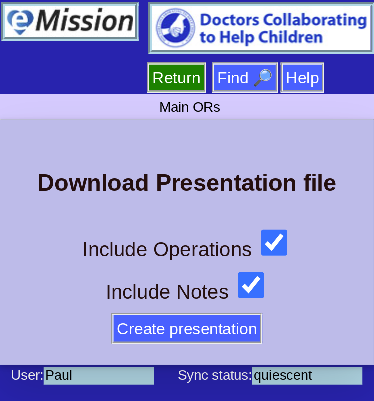 eMission
Doctors Collaborating
to Help Children
Return Find 🔎 Help
Main ORs
Download Presentation file
Include Operations
Include Notes
Create presentation
User: Paul Sync status: quiescent